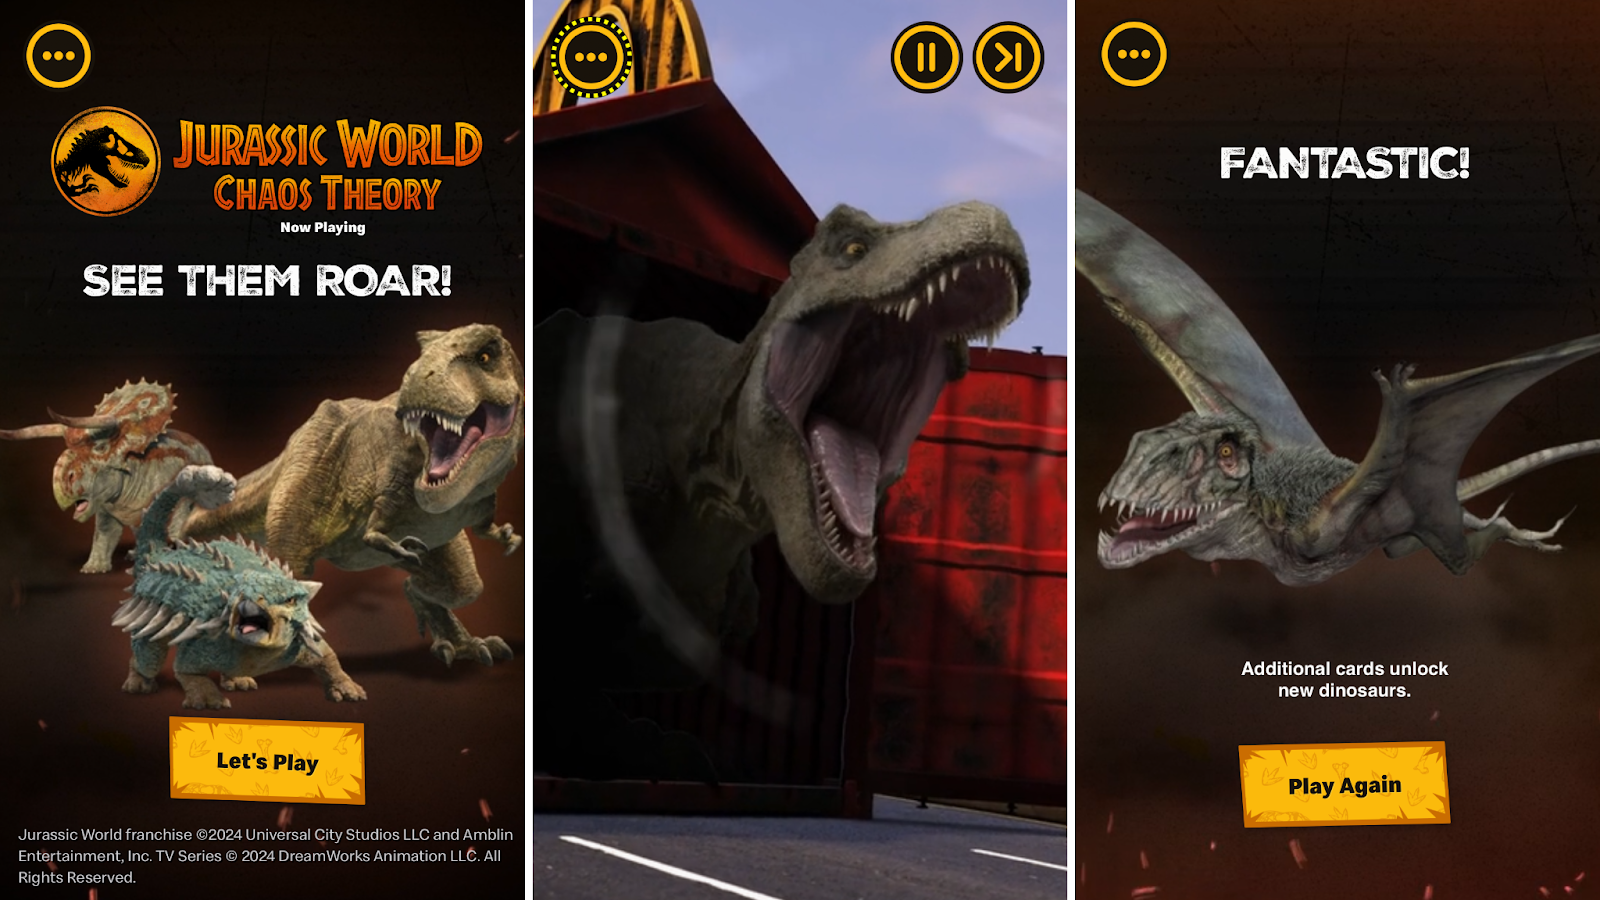 JURASSIC WORLD
CHAOS THEORY
Now Playing
SEE THEM ROAR!
Let's Play
Jurassic World franchise ©2024 Universal City Studios LLC and Amblin
Entertainment, Inc. TV Series © 2024 DreamWorks Animation LLC. All
Rights Reserved.
FANTASTIC!
Additional cards unlock
new dinosaurs.
Play Again